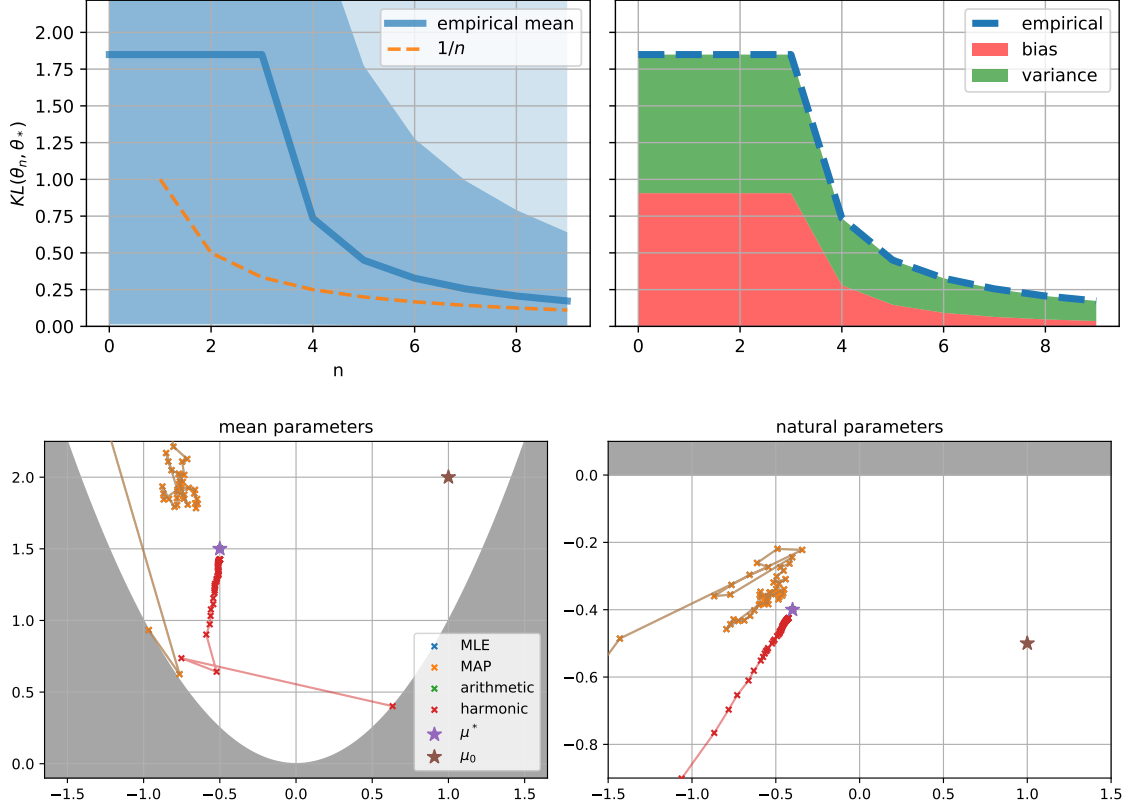 2.00
1.75
1.50
1.25
1.00
0.75
0.50
0.25
0.00
KL(θn, θ*)
0 2 4 6 8
n
empirical mean
1/n
0 2 4 6 8
empirical
bias
variance
mean parameters
2.0
1.5
1.0
0.5
0.0
−1.5 −1.0 −0.5 0.0 0.5 1.0 1.5
MLE
MAP
arithmetic
harmonic
μ*
μ0
natural parameters
0.0
−0.2
−0.4
−0.6
−0.8
−1.5 −1.0 −0.5 0.0 0.5 1.0 1.5